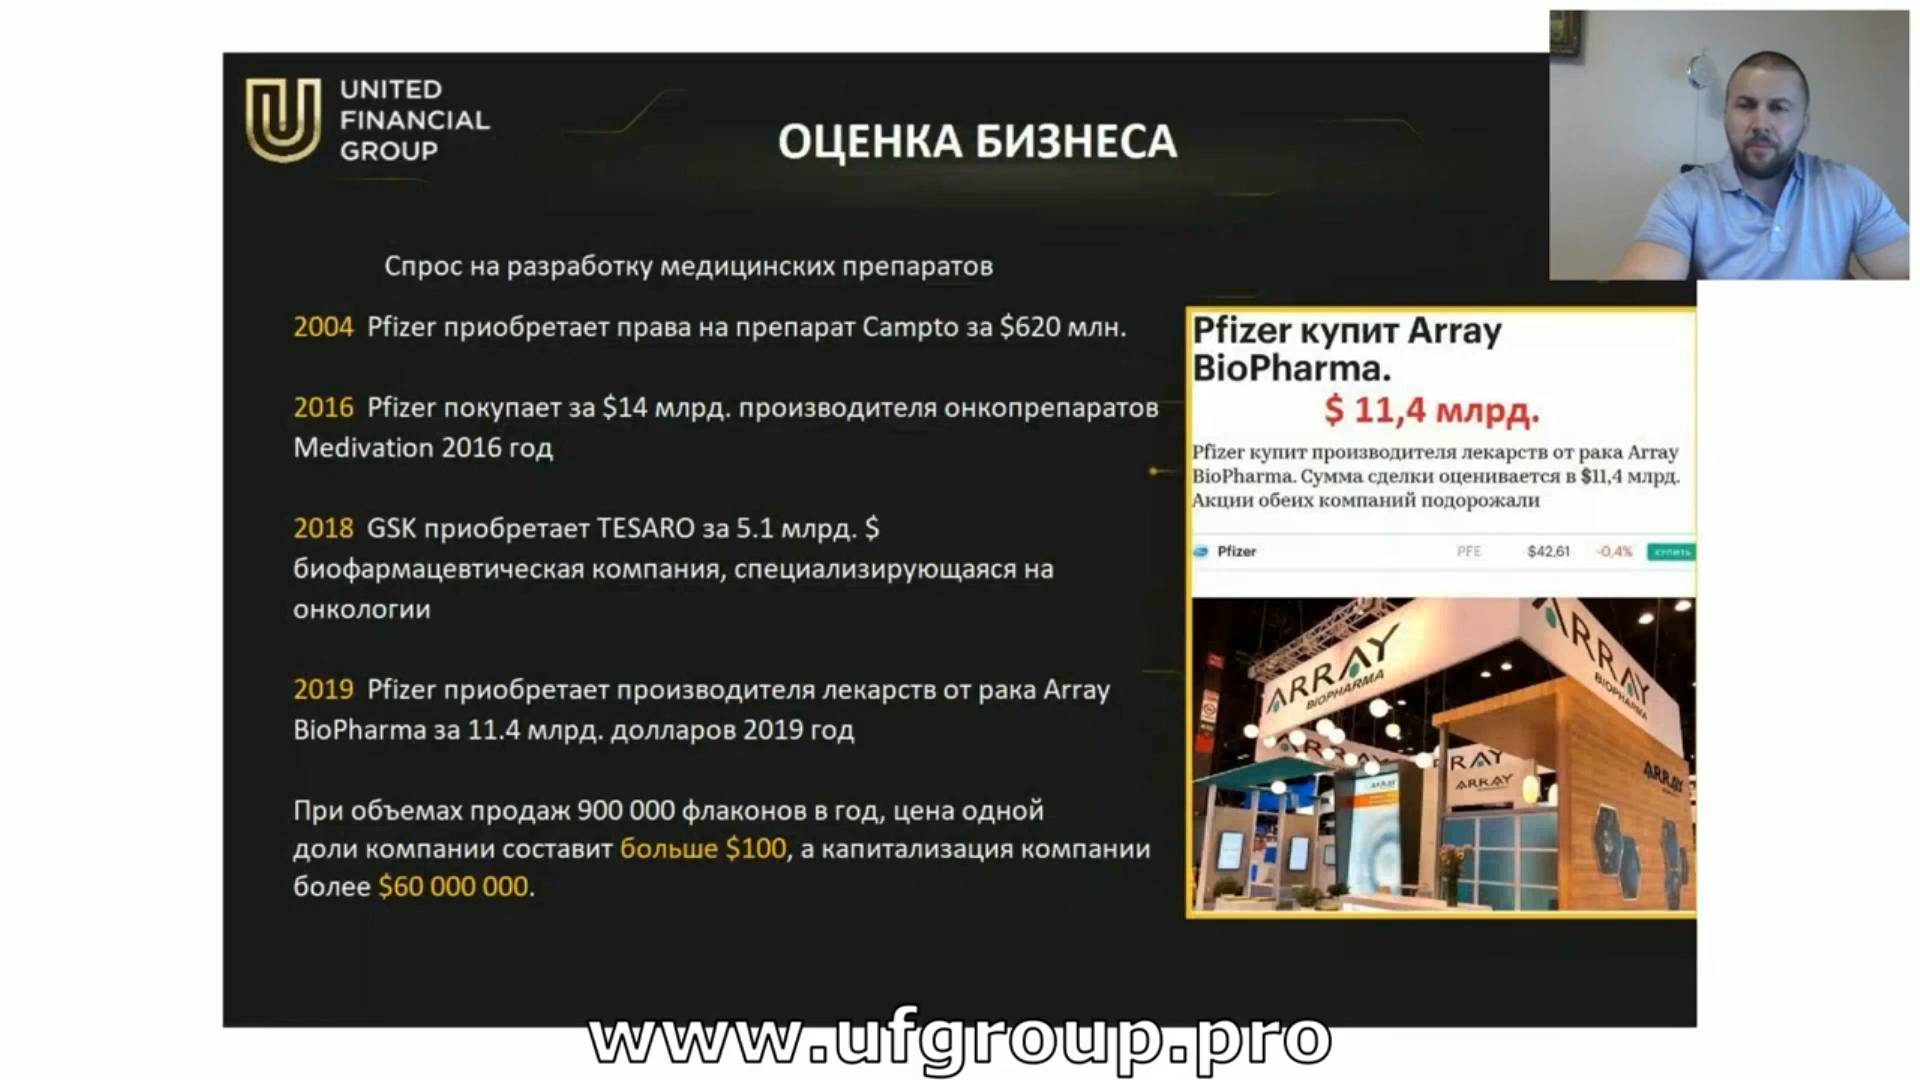 UNITED
FINANCIAL
GROUP
ОЦЕНКА БИЗНЕСА
Спрос на разработку медицинских препаратов
2004 Pfizer приобретает права на препарат Campto за $620 млн.
2016 Pfizer покупает за $14 млрд. производителя онкопрепаратов
Medivation 2016 год
2018 GSK приобретает TESARO за 5.1 млрд. $
биофармацевтическая компания, специализирующаяся на
онкологии
2019 Pfizer приобретает производителя лекарств от рака Array
BioPharma за 11.4 млрд. долларов 2019 год
При объемах продаж 900 000 флаконов в год, цена одной
доли компании составит больше $100, а капитализация компании
более $60 000 000.
Pfizer купит Array
BioPharma.
$ 11,4 млрд.
Pfizer купит производителя лекарств от рака Array
BioPharma. Сумма сделки оценивается в $11,4 млрд.
Акции обеих компаний подорожали
Pfizer PFE $42,61 -0,4% КУПИТЬ
ARRAY
BIOPHARMA
ARRAY
BIOPHARMA
ARRAY
RAY
ARRAY
ARRAY
www.ufgroup.pro